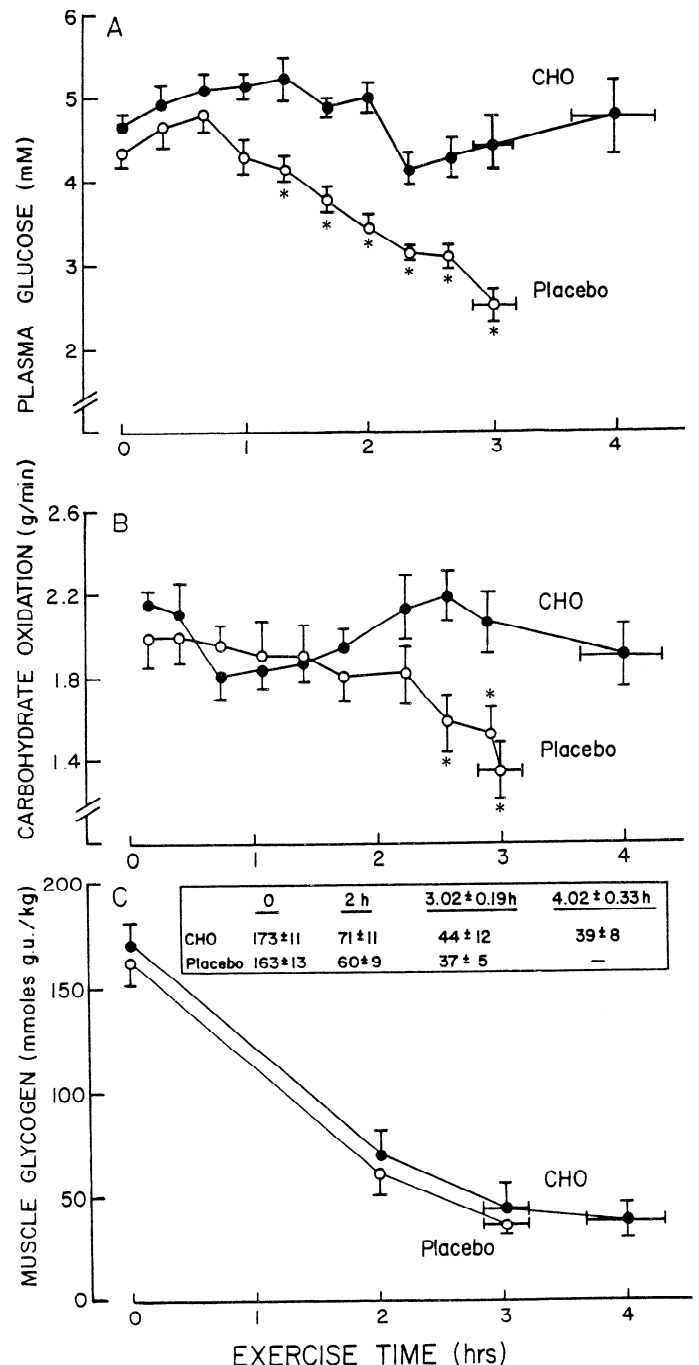 A
PLASMA GLUCOSE (mM)
6
5
4
3
2
CHO
Placebo
*
*
*
*
*
*
0 1 2 3 4
B
CARBOHYDRATE OXIDATION (g/min)
2.6
2.2
1.8
1.4
CHO
Placebo
*
*
*
0 1 2 3 4
C
MUSCLE GLYCOGEN (mmoles g.u./kg)
200
150
100
50
0
0 2 h 3.02±0.19h 4.02±0.33h
CHO 173±11 71±11 44±12 39±8
Placebo 163±13 60±9 37±5 —
CHO
Placebo
0 1 2 3 4
EXERCISE TIME (hrs)